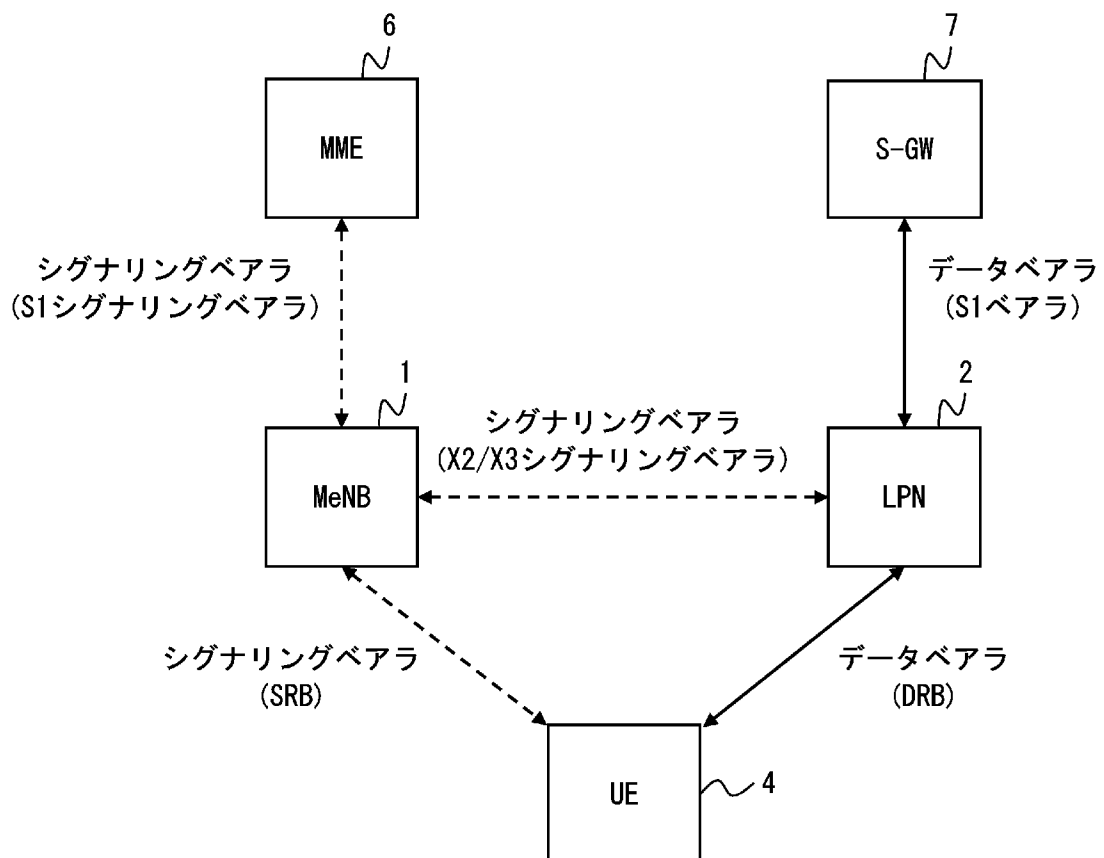 6
7
MME
S-GW
シグナリングベアラ
(S1シグナリングベアラ)
データベアラ
(S1ベアラ)
1
2
シグナリングベアラ
(X2/X3シグナリングベアラ)
MeNB
LPN
シグナリングベアラ
(SRB)
データベアラ
(DRB)
UE
4